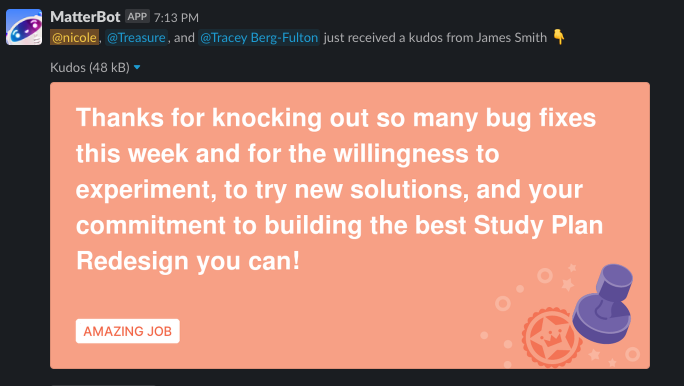 MatterBot APP 7:13 PM
@nicole, @Treasure, and @Tracey Berg-Fulton just received a kudos from James Smith 👇
Kudos (48 kB)
Thanks for knocking out so many bug fixes
this week and for the willingness to
experiment, to try new solutions, and your
commitment to building the best Study Plan
Redesign you can!
AMAZING JOB